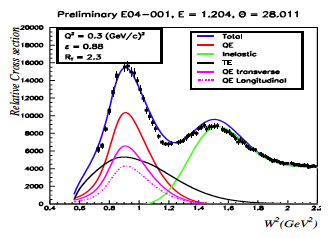 Preliminary E04-001, E = 1.204, Θ = 28.011
Relative Cross section
Q² = 0.3 (GeV/c)²
ε = 0.88
Rₜ = 2.3
Total
QE
Inelastic
TE
QE transverse
QE Longitudinal
20000
18000
16000
14000
12000
10000
8000
6000
4000
2000
0
0.4 0.6 0.8 1 1.2 1.4 1.6 1.8 2 2.2
W²(GeV²)